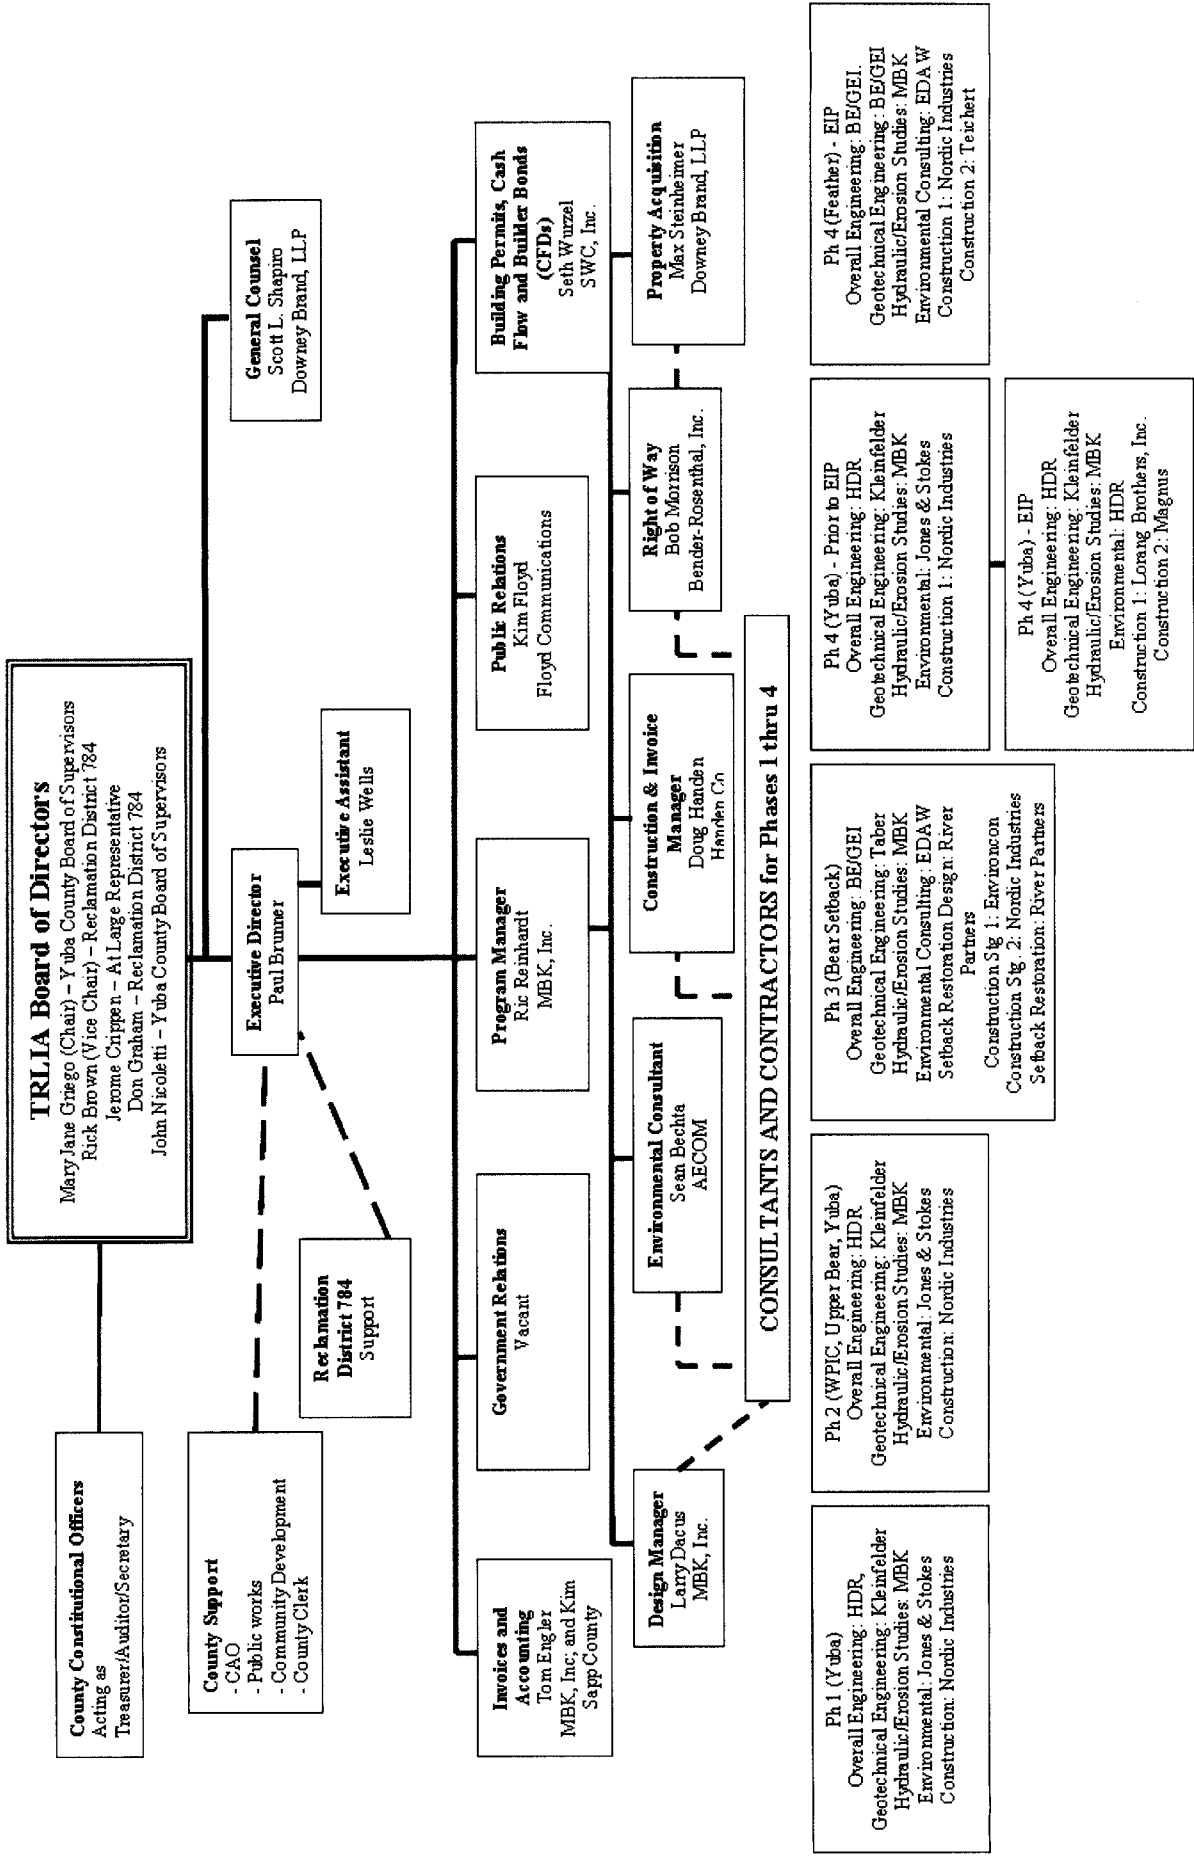 TRLIA Board of Directors
Mary Jane Griego (Chair) – Yuba County Board of Supervisors
Rick Brown (Vice Chair) – Reclamation District 784
Jerome Crippen – At Large Representative
Don Graham – Reclamation District 784
John Nicoletti – Yuba County Board of Supervisors
County Constitutional Officers
Acting as
Treasurer/Auditor/Secretary
General Counsel
Scott L. Shapiro
Downey Brand, LLP
County Support
- CAO
- Public works
- Community Development
- County Clerk
Executive Director
Paul Brunner
Reclamation
District 784
Support
Executive Assistant
Leslie Wells
Invoices and
Accounting
Tom Engler
MBK, Inc; and Kim
Sapp County
Government Relations
Vacant
Program Manager
Ric Reinhardt
MBK, Inc.
Public Relations
Kim Floyd
Floyd Communications
Building Permits, Cash
Flow and Builder Bonds
(CFDs)
Seth Wurzel
SWC, Inc.
Design Manager
Larry Dacus
MBK, Inc.
Environmental Consultant
Sean Bechta
AECOM
Construction & Invoice
Manager
Doug Handen
Handen Co
Right of Way
Bob Morrison
Bender-Rosenthal, Inc.
Property Acquisition
Max Steinheimer
Downey Brand, LLP
CONSULTANTS AND CONTRACTORS for Phases 1 thru 4
Ph 1 (Yuba)
Overall Engineering: HDR,
Geotechnical Engineering: Kleinfelder
Hydraulic/Erosion Studies: MBK
Environmental: Jones & Stokes
Construction: Nordic Industries
Ph 2 (WPIC, Upper Bear, Yuba)
Overall Engineering: HDR
Geotechnical Engineering: Kleinfelder
Hydraulic/Erosion Studies: MBK
Environmental: Jones & Stokes
Construction: Nordic Industries
Ph 3 (Bear Setback)
Overall Engineering: BE/GEI
Geotechnical Engineering: Taber
Hydraulic/Erosion Studies: MBK
Environmental Consulting: EDAW
Setback Restoration Design: River
Partners
Construction Stg 1: Environcon
Construction Stg. 2: Nordic Industries
Setback Restoration: River Partners
Ph 4 (Yuba) - Prior to EIP
Overall Engineering: HDR
Geotechnical Engineering: Kleinfelder
Hydraulic/Erosion Studies: MBK
Environmental: Jones & Stokes
Construction 1: Nordic Industries
Ph 4 (Feather) - EIP
Overall Engineering: BE/GEI.
Geotechnical Engineering: BE/GEI
Hydraulic/Erosion Studies: MBK
Environmental Consulting: EDAW
Construction 1: Nordic Industries
Construction 2: Teichert
Ph 4 (Yuba) - EIP
Overall Engineering: HDR
Geotechnical Engineering: Kleinfelder
Hydraulic/Erosion Studies: MBK
Environmental: HDR
Construction 1: Lorang Brothers, Inc.
Construction 2: Magnus